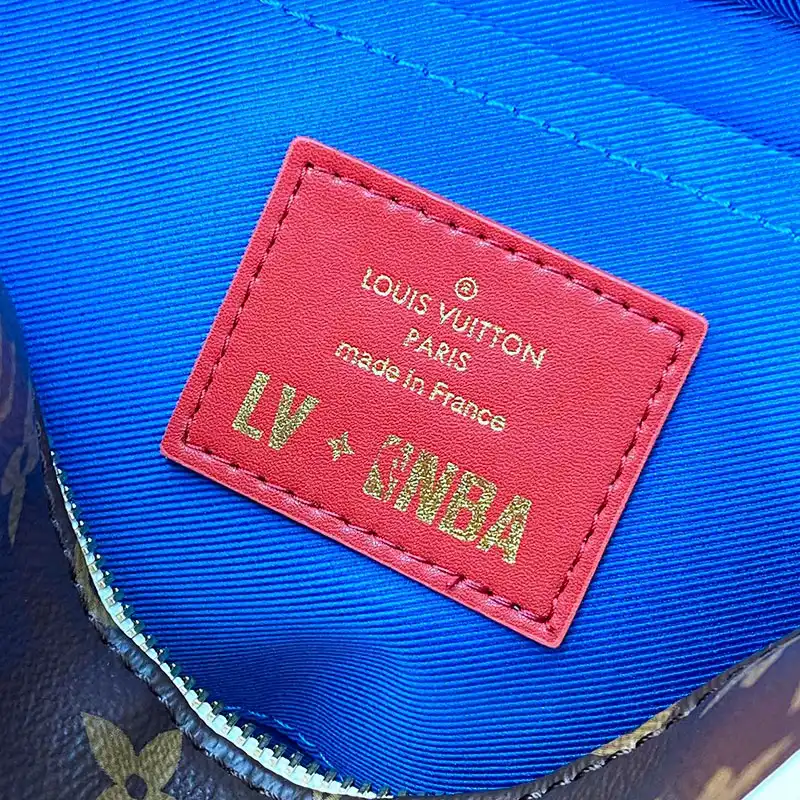 ®
LOUIS VUITTON
PARIS
made in France
LV NBA